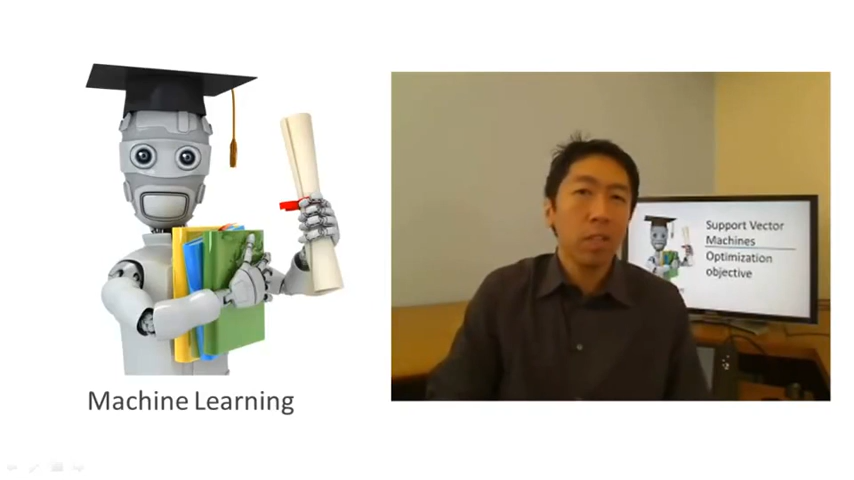 Machine Learning
Support Vector
Machines
Optimization
objective